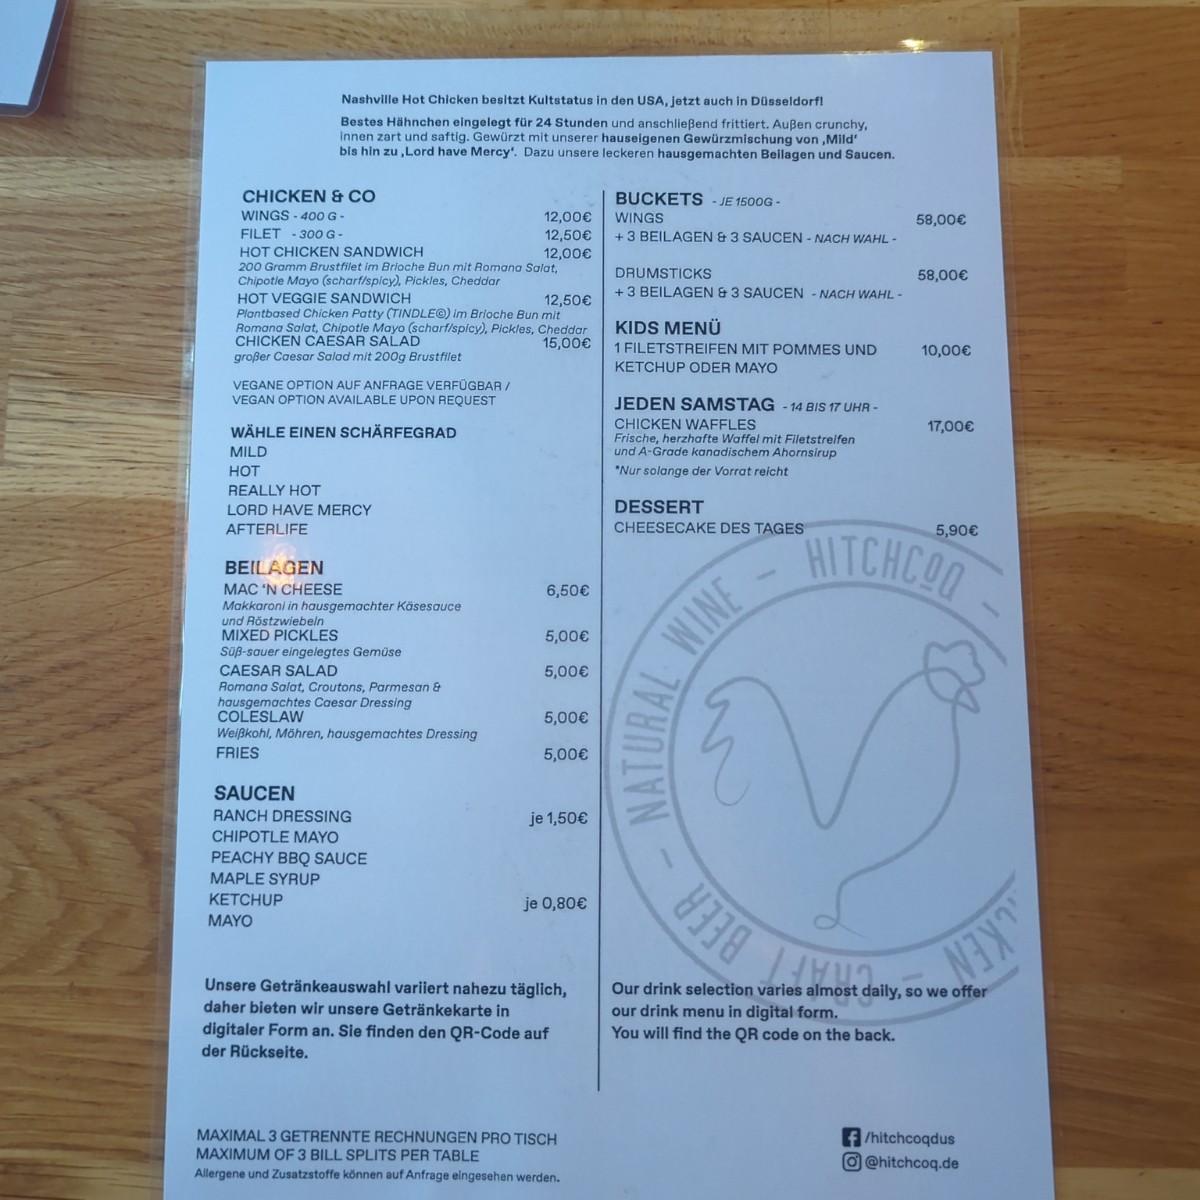 Nashville Hot Chicken besitzt Kultstatus in den USA, jetzt auch in Düsseldorf!
Bestes Hähnchen eingelegt für 24 Stunden und anschließend frittiert. Außen crunchy,
innen zart und saftig. Gewürzt mit unserer hauseigenen Gewürzmischung von ‚Mild‘
bis hin zu ‚Lord have Mercy‘. Dazu unsere leckeren hausgemachten Beilagen und Saucen.
CHICKEN & CO
WINGS - 400 G - 12,00€
FILET - 300 G - 12,50€
HOT CHICKEN SANDWICH 12,00€
200 Gramm Brustfilet im Brioche Bun mit Romana Salat,
Chipotle Mayo (scharf/spicy), Pickles, Cheddar
HOT VEGGIE SANDWICH 12,50€
Plantbased Chicken Patty (TINDLE©) im Brioche Bun mit
Romana Salat, Chipotle Mayo (scharf/spicy), Pickles, Cheddar
CHICKEN CAESAR SALAD 15,00€
großer Caesar Salad mit 200g Brustfilet
VEGANE OPTION AUF ANFRAGE VERFÜGBAR /
VEGAN OPTION AVAILABLE UPON REQUEST
WÄHLE EINEN SCHÄRFEGRAD
MILD
HOT
REALLY HOT
LORD HAVE MERCY
AFTERLIFE
BEILAGEN
MAC ‘N CHEESE 6,50€
Makkaroni in hausgemachter Käsesauce
und Röstzwiebeln
MIXED PICKLES 5,00€
Süß-sauer eingelegtes Gemüse
CAESAR SALAD 5,00€
Romana Salat, Croutons, Parmesan &
hausgemachtes Caesar Dressing
COLESLAW 5,00€
Weißkohl, Möhren, hausgemachtes Dressing
FRIES 5,00€
SAUCEN
RANCH DRESSING je 1,50€
CHIPOTLE MAYO
PEACHY BBQ SAUCE
MAPLE SYRUP
KETCHUP je 0,80€
MAYO
Unsere Getränkeauswahl variiert nahezu täglich,
daher bieten wir unsere Getränkekarte in
digitaler Form an. Sie finden den QR-Code auf
der Rückseite.
BUCKETS - JE 1500G -
WINGS 58,00€
+ 3 BEILAGEN & 3 SAUCEN - NACH WAHL -
DRUMSTICKS 58,00€
+ 3 BEILAGEN & 3 SAUCEN - NACH WAHL -
KIDS MENÜ
1 FILETSTREIFEN MIT POMMES UND 10,00€
KETCHUP ODER MAYO
JEDEN SAMSTAG - 14 BIS 17 UHR -
CHICKEN WAFFLES 17,00€
Frische, herzhafte Waffel mit Filetstreifen
und A-Grade kanadischem Ahornsirup
*Nur solange der Vorrat reicht
DESSERT
CHEESECAKE DES TAGES 5,90€
CRAFT BEER – NATURAL WINE – HITCHCOQ –
Our drink selection varies almost daily, so we offer
our drink menu in digital form.
You will find the QR code on the back.
MAXIMAL 3 GETRENNTE RECHNUNGEN PRO TISCH
MAXIMUM OF 3 BILL SPLITS PER TABLE
Allergene und Zusatzstoffe können auf Anfrage eingesehen werden.
/hitchcoqdus
@hitchcoq.de